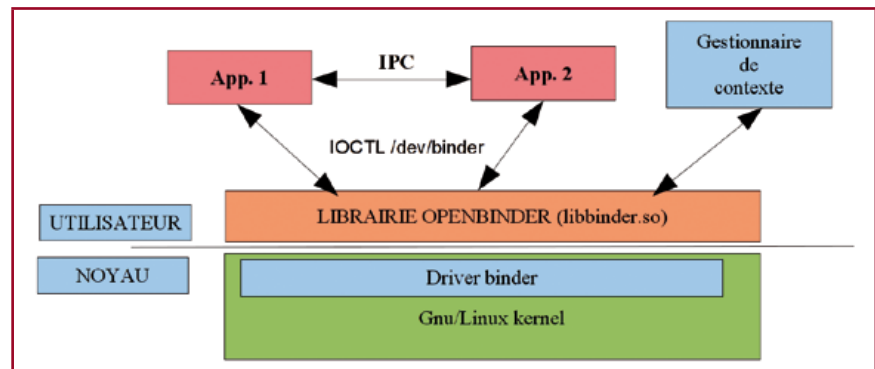 App. 1
IPC
App. 2
Gestionnaire
de
contexte
IOCTL /dev/binder
UTILISATEUR
LIBRAIRIE OPENBINDER (libbinder.so)
NOYAU
Driver binder
Gnu/Linux kernel